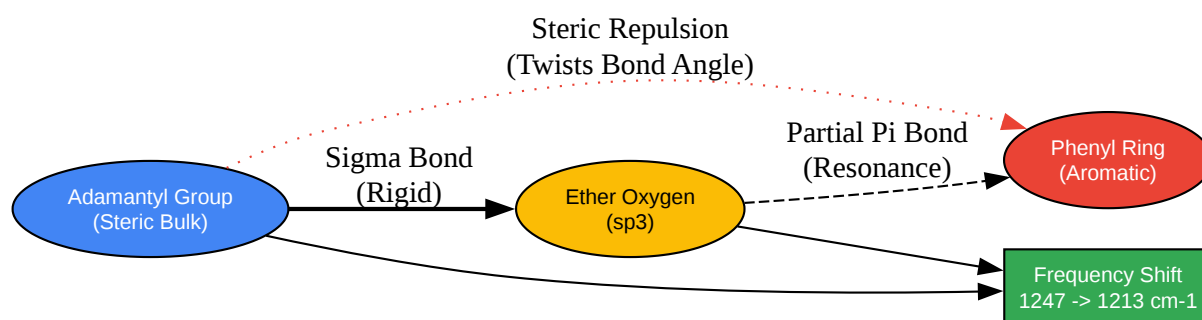 Steric Repulsion
(Twists Bond Angle)
Partial Pi Bond
(Resonance)
Phenyl Ring
(Aromatic)
Sigma Bond
(Rigid)
Adamantyl Group
(Steric Bulk)
Ether Oxygen
(sp3)
Frequency Shift
1247 -> 1213 cm-1